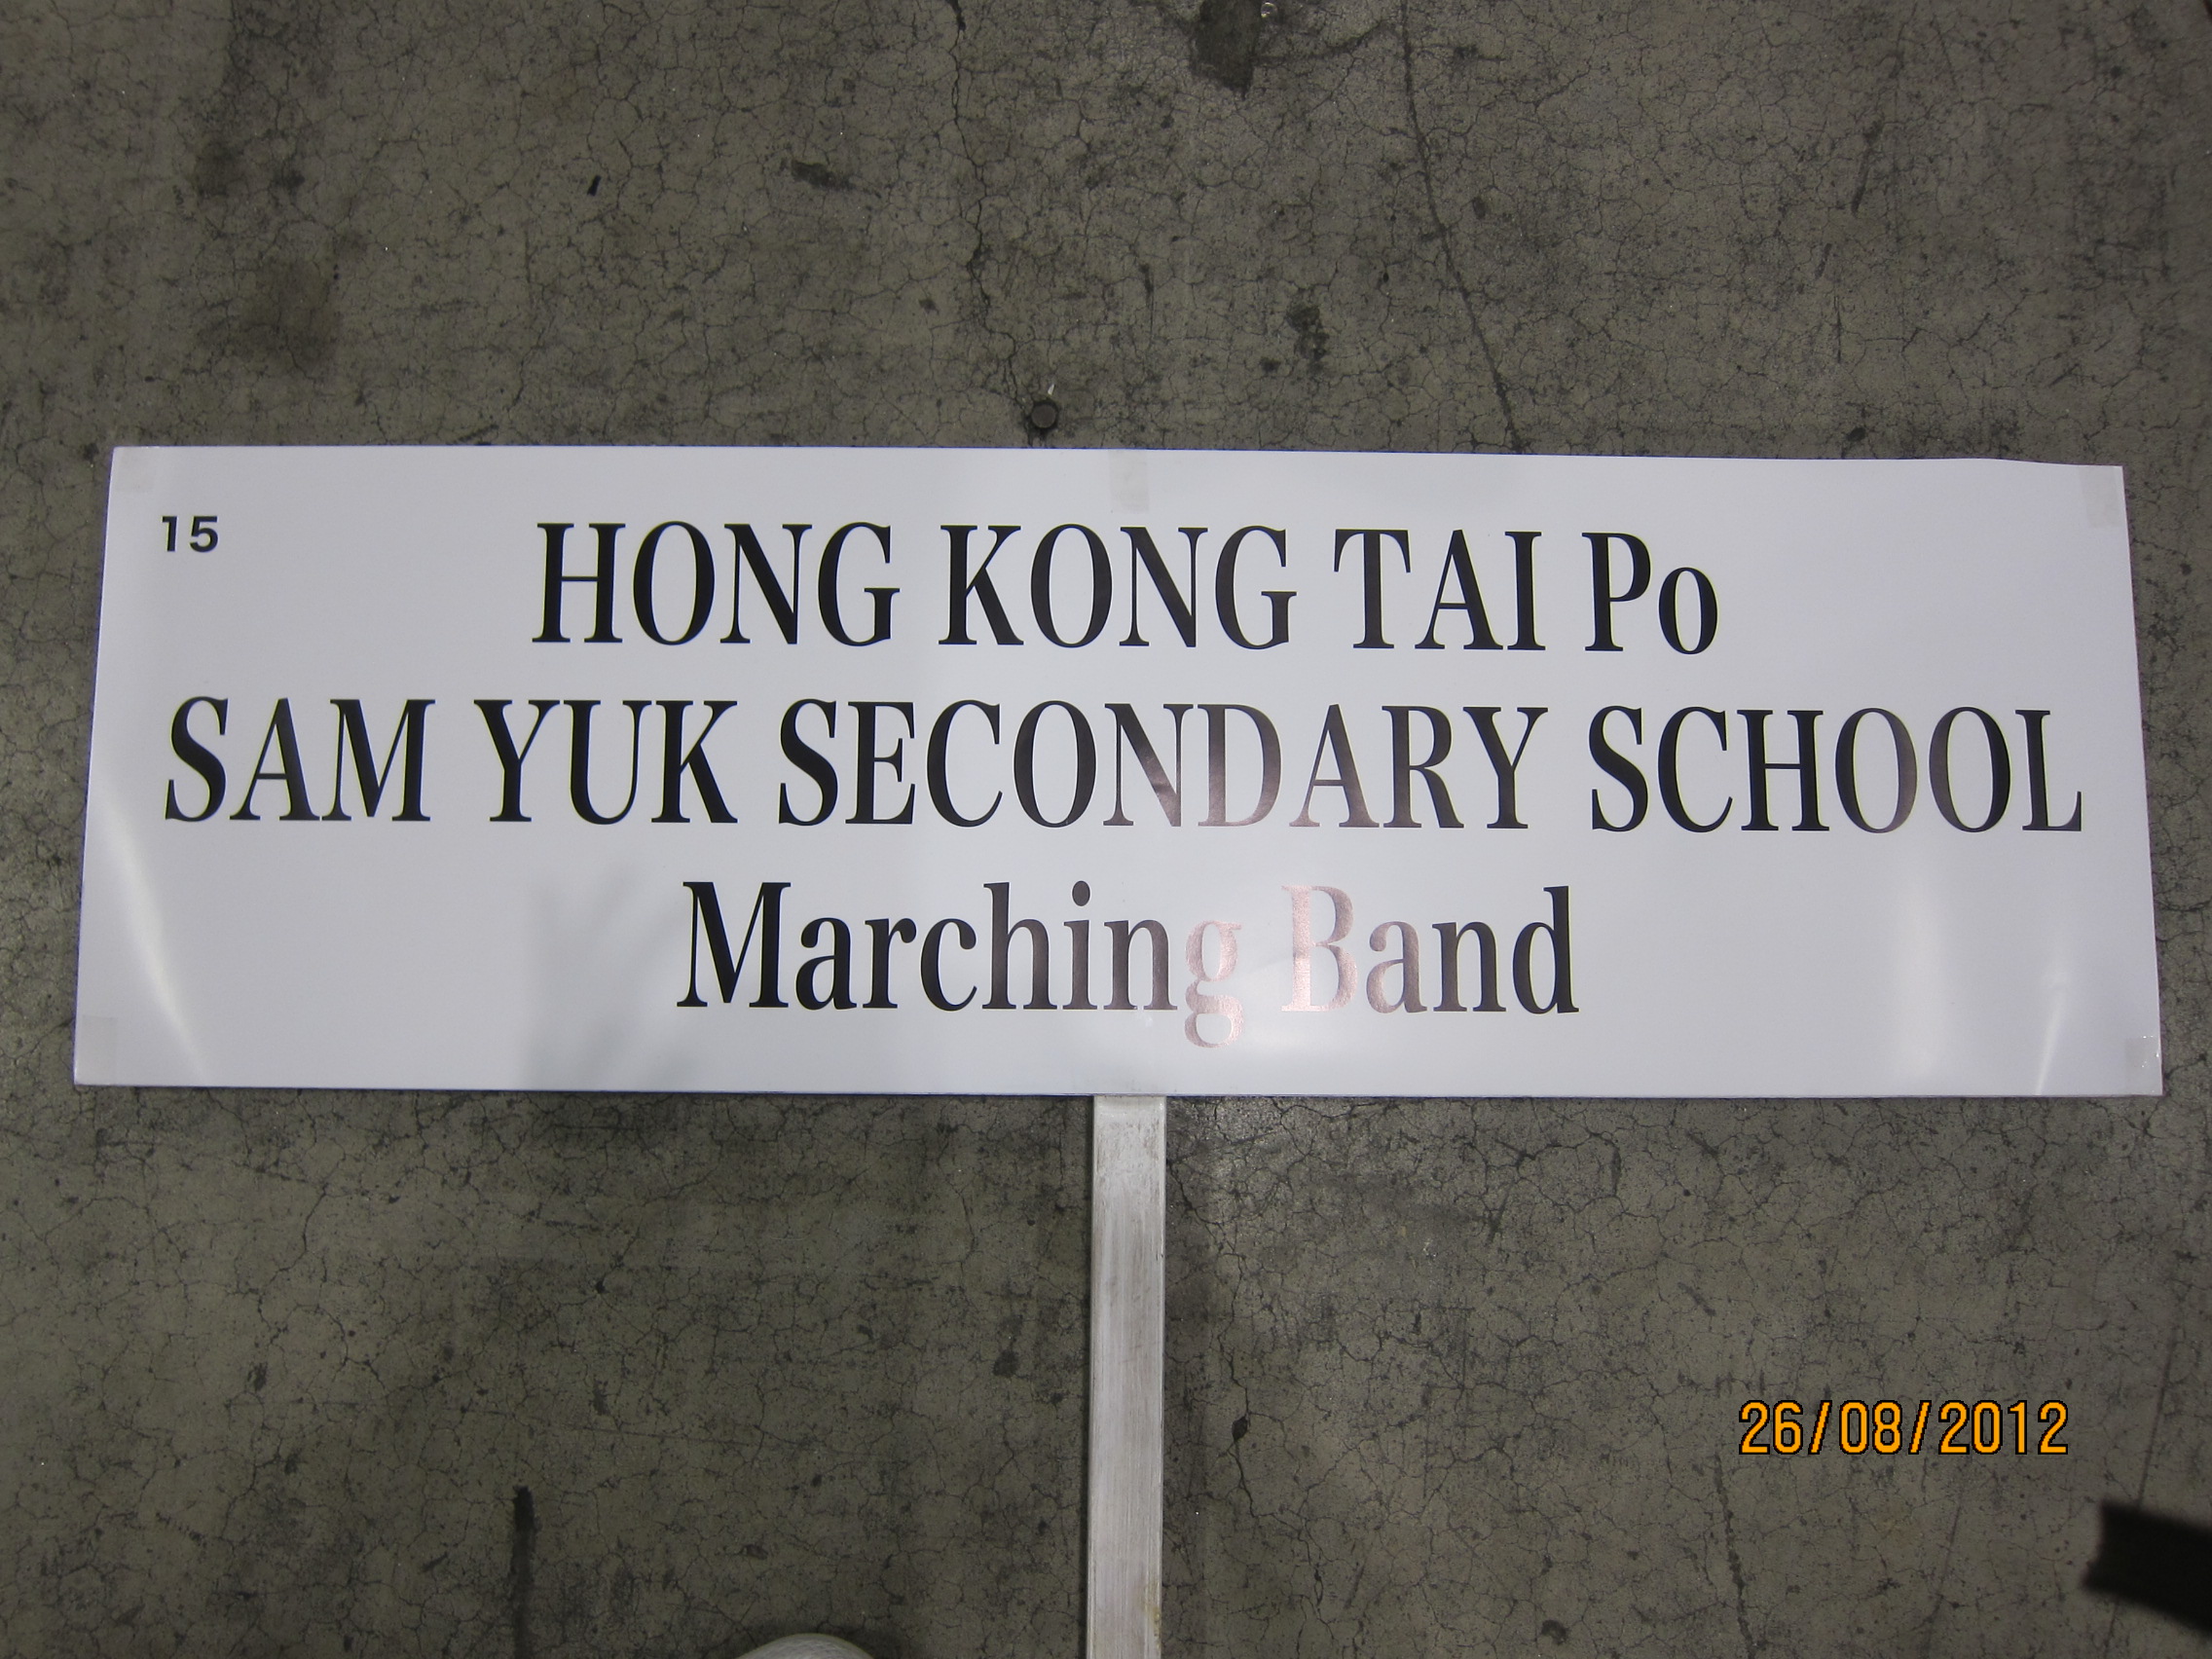 15
HONG KONG TAI Po
SAM YUK SECONDARY SCHOOL
Marching Band
26/08/2012